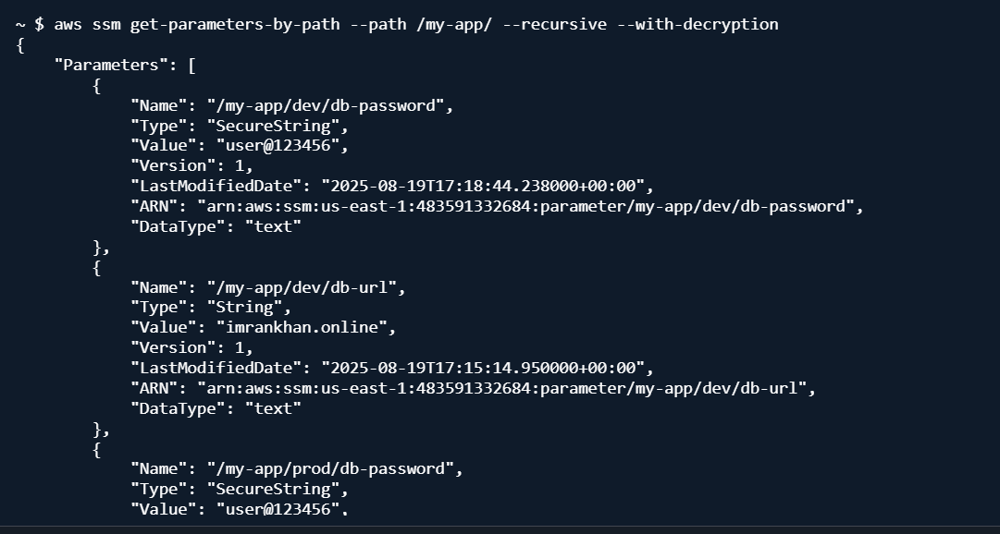 ~ $ aws ssm get-parameters-by-path --path /my-app/ --recursive --with-decryption
{
    "Parameters": [
        {
            "Name": "/my-app/dev/db-password",
            "Type": "SecureString",
            "Value": "user@123456",
            "Version": 1,
            "LastModifiedDate": "2025-08-19T17:18:44.238000+00:00",
            "ARN": "arn:aws:ssm:us-east-1:483591332684:parameter/my-app/dev/db-password",
            "DataType": "text"
        },
        {
            "Name": "/my-app/dev/db-url",
            "Type": "String",
            "Value": "imrankhan.online",
            "Version": 1,
            "LastModifiedDate": "2025-08-19T17:15:14.950000+00:00",
            "ARN": "arn:aws:ssm:us-east-1:483591332684:parameter/my-app/dev/db-url",
            "DataType": "text"
        },
        {
            "Name": "/my-app/prod/db-password",
            "Type": "SecureString",
            "Value": "user@123456",